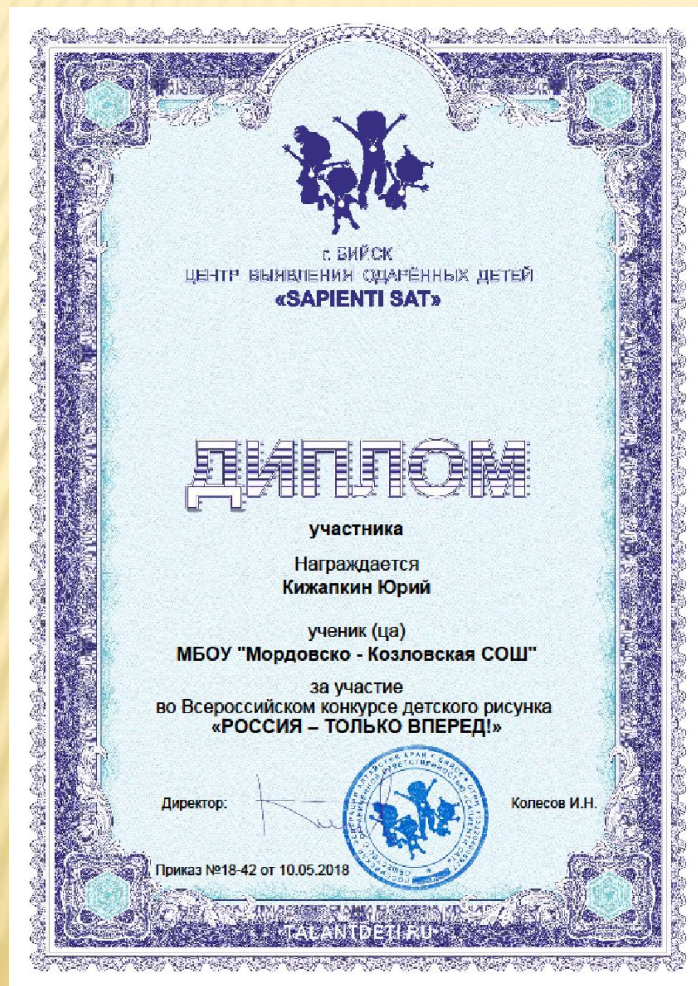 г. БИЙСК
ЦЕНТР ВЫЯВЛЕНИЯ ОДАРЁННЫХ ДЕТЕЙ
«SAPIENTI SAT»
ДИПЛОМ
участника
Награждается
Кижапкин Юрий
ученик (ца)
МБОУ "Мордовско - Козловская СОШ"
за участие
во Всероссийском конкурсе детского рисунка
«РОССИЯ – ТОЛЬКО ВПЕРЕД!»
Директор:
Колесов И.Н.
Приказ №18-42 от 10.05.2018
TALANTDETI.RU